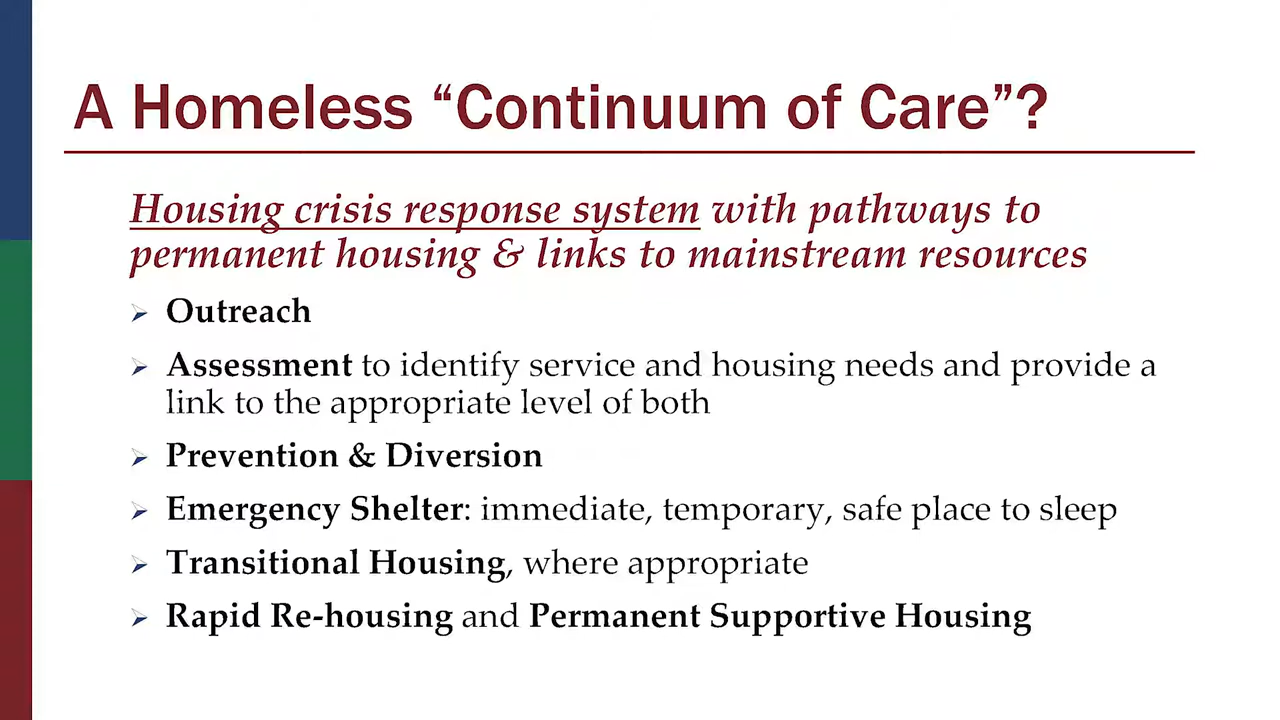 A Homeless “Continuum of Care”?
Housing crisis response system with pathways to
permanent housing & links to mainstream resources
Outreach
Assessment to identify service and housing needs and provide a
link to the appropriate level of both
Prevention & Diversion
Emergency Shelter: immediate, temporary, safe place to sleep
Transitional Housing, where appropriate
Rapid Re-housing and Permanent Supportive Housing